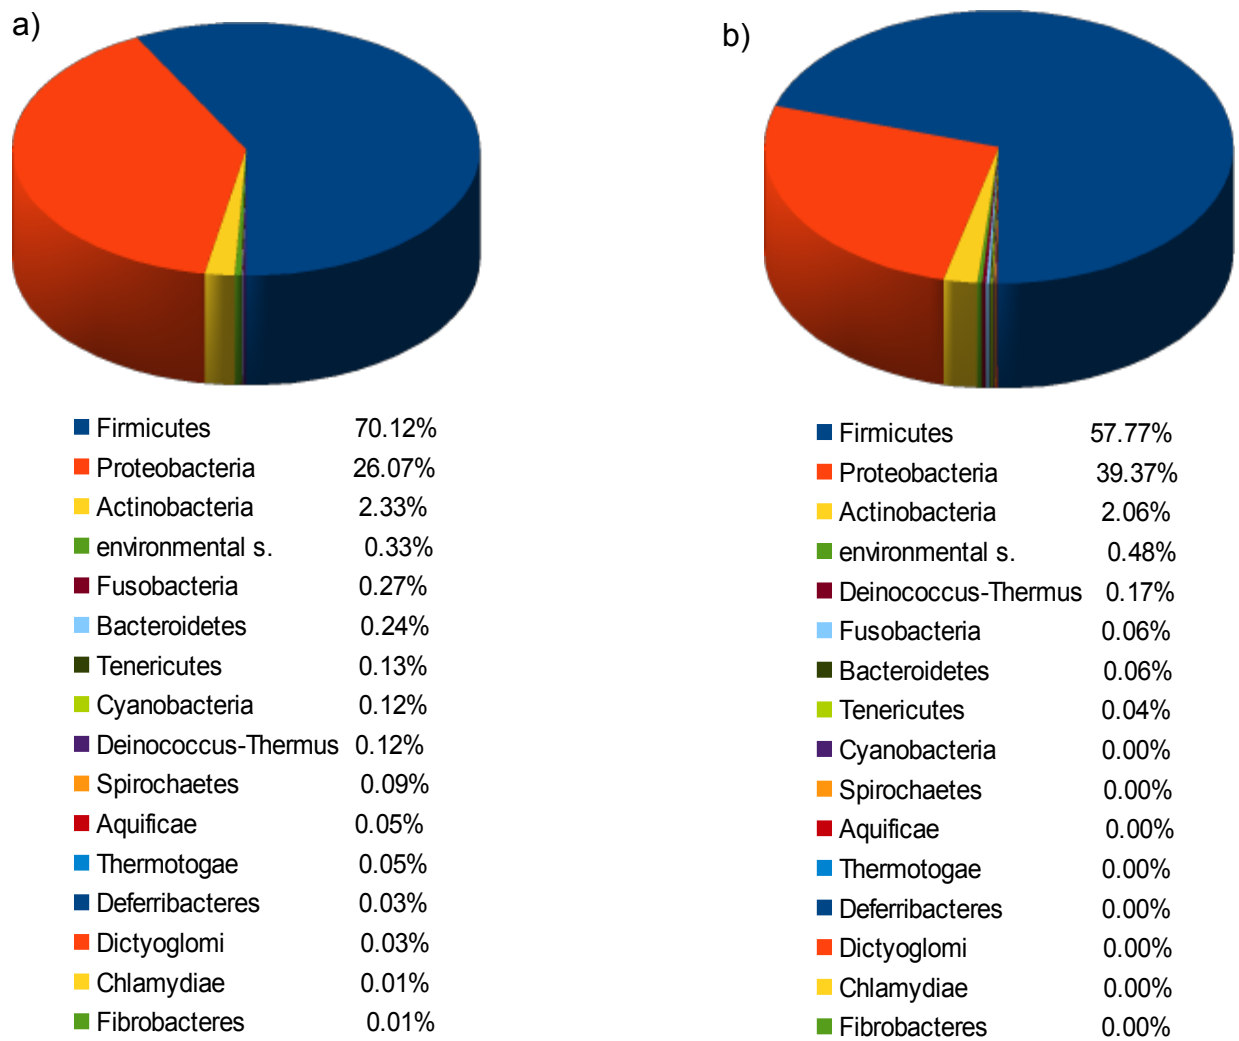 a)
Firmicutes 70.12%
Proteobacteria 26.07%
Actinobacteria 2.33%
environmental s. 0.33%
Fusobacteria 0.27%
Bacteroidetes 0.24%
Tenericutes 0.13%
Cyanobacteria 0.12%
Deinococcus-Thermus 0.12%
Spirochaetes 0.09%
Aquificae 0.05%
Thermotogae 0.05%
Deferribacteres 0.03%
Dictyoglomi 0.03%
Chlamydiae 0.01%
Fibrobacteres 0.01%
b)
Firmicutes 57.77%
Proteobacteria 39.37%
Actinobacteria 2.06%
environmental s. 0.48%
Deinococcus-Thermus 0.17%
Fusobacteria 0.06%
Bacteroidetes 0.06%
Tenericutes 0.04%
Cyanobacteria 0.00%
Spirochaetes 0.00%
Aquificae 0.00%
Thermotogae 0.00%
Deferribacteres 0.00%
Dictyoglomi 0.00%
Chlamydiae 0.00%
Fibrobacteres 0.00%